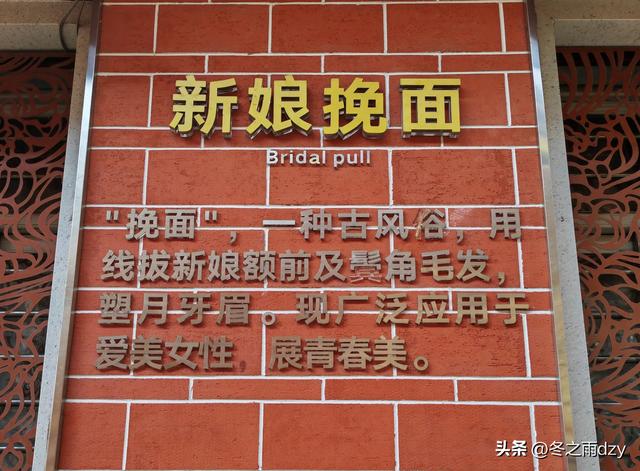 新娘挽面
Bridal pull
"挽面"，一种古风俗，用
线拔新娘额前及鬓角毛发，
塑月牙眉。现广泛应用于
爱美女性，展青春美。
头条 @冬之雨dzy